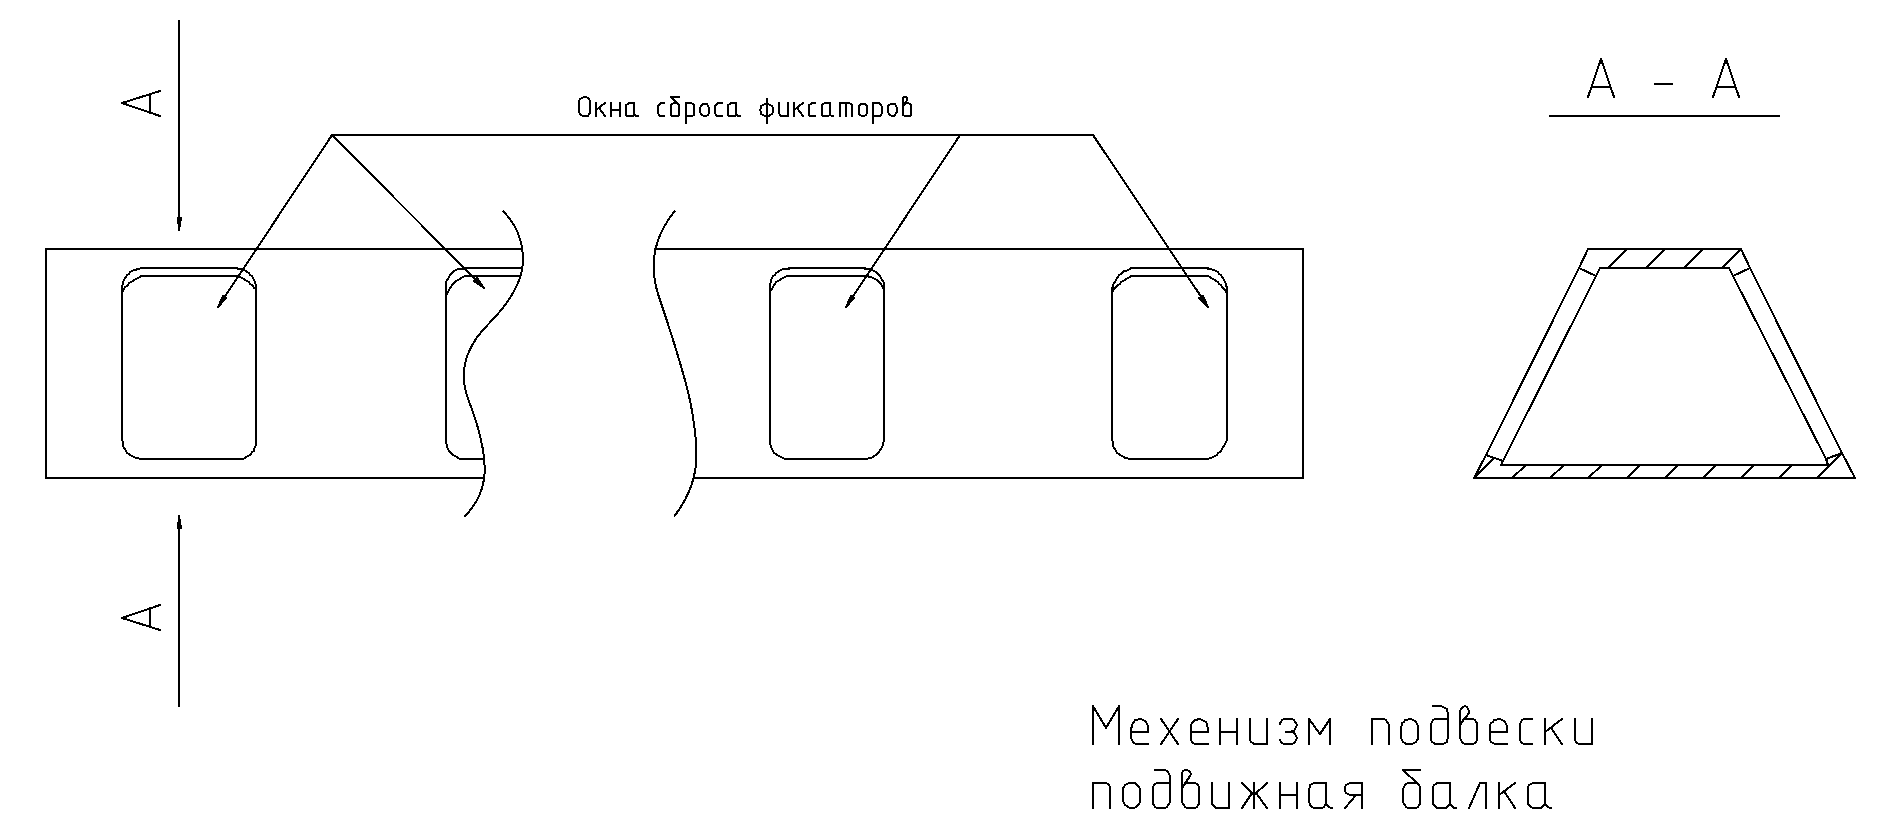 А
А - А
Окна сброса фиксаторов
А
Мехенизм подвески
подвижная балка